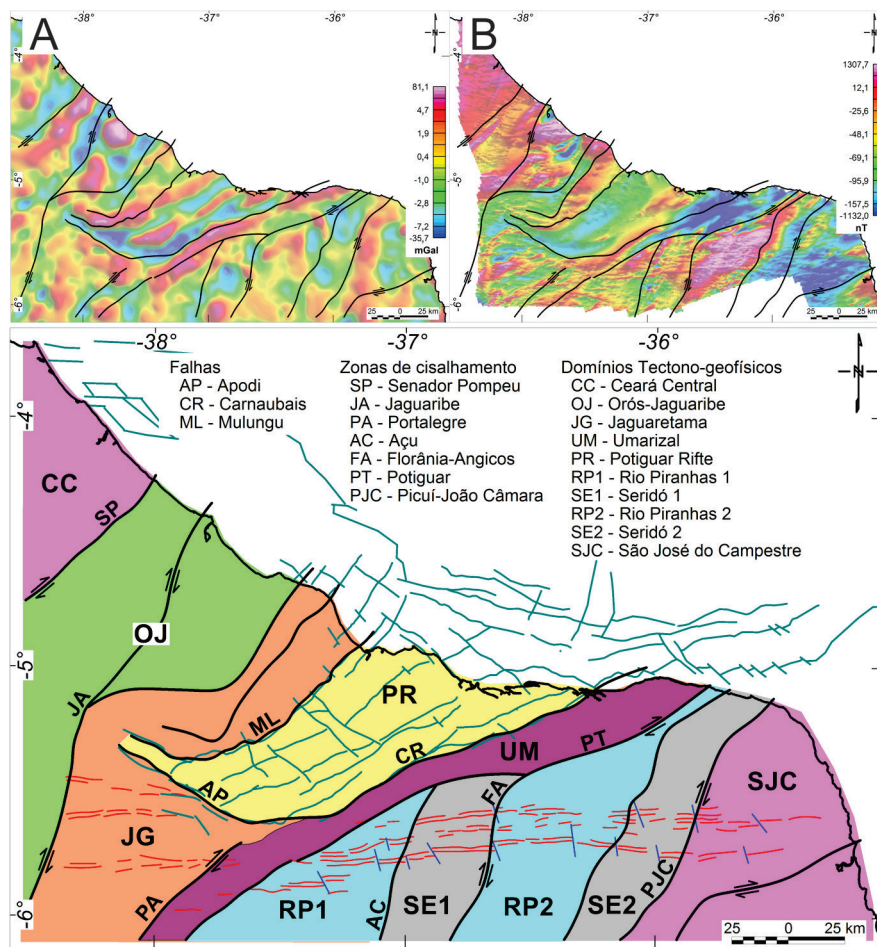 A
-38°
-37°
-36°
N
-4°
-5°
-6°
81,1
4,7
1,9
0,4
-1,0
-2,8
-35,7
mGal
25 0 25 km
B
-38°
-37°
-36°
N
-4°
-5°
-6°
1307,7
12,1
-25,6
-48,1
-69,1
-95,9
-157,5
-1132,0
nT
25 0 25 km
-38°
-37°
-36°
N
Falhas
AP - Apodi
CR - Carnaubais
ML - Mulungu
Zonas de cisalhamento
SP - Senador Pompeu
JA - Jaguaribe
PA - Portalegre
AC - Açu
FA - Florânia-Angicos
PT - Potiguar
PJC - Picuí-João Câmara
Domínios Tectono-geofísicos
CC - Ceará Central
OJ - Orós-Jaguaribe
JG - Jaguaretama
UM - Umarizal
PR - Potiguar Rifte
RP1 - Rio Piranhas 1
SE1 - Seridó 1
RP2 - Rio Piranhas 2
SE2 - Seridó 2
SJC - São José do Campestre
-4°
CC
SP
OJ
-5°
JA
PR
ML
CR
UM
PT
AP
FA
SJC
JG
PJC
PA
RP1
AC
SE1
RP2
SE2
-6°
25 0 25 km